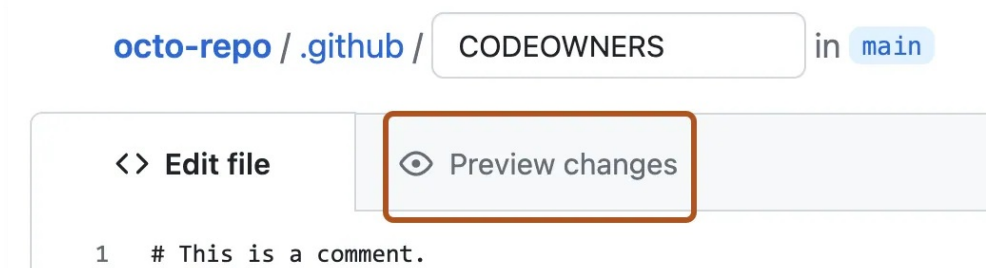 octo-repo / .github / CODEOWNERS in main
<> Edit file Preview changes
1 # This is a comment.